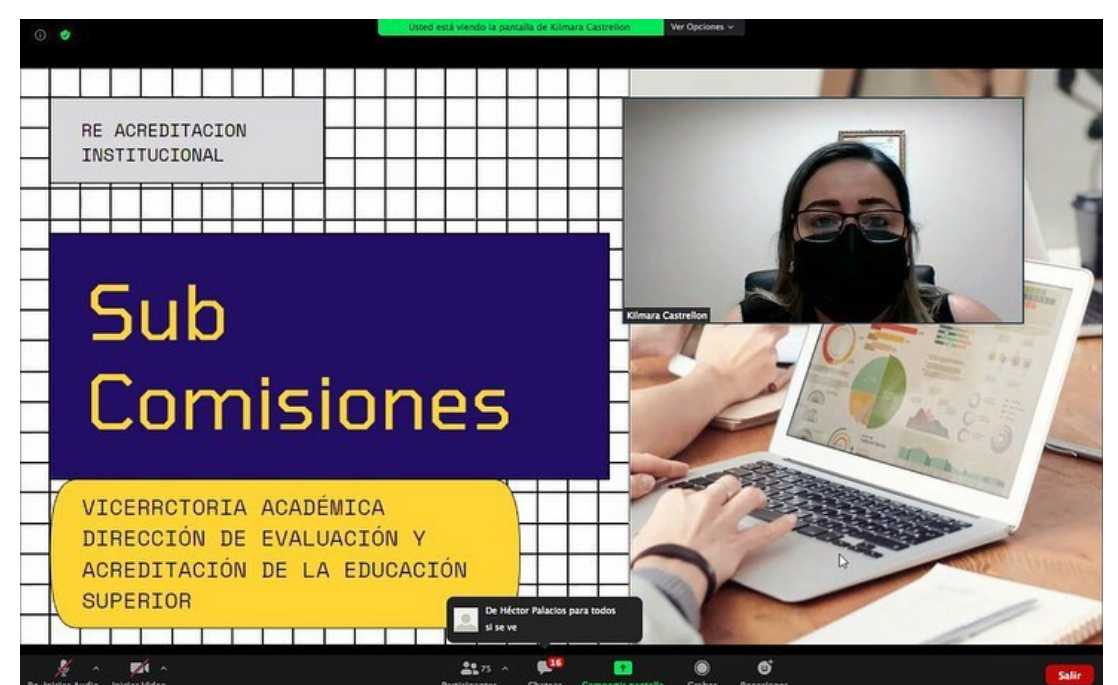 Usted está viendo la pantalla de Kilmara Castrellon
Ver Opciones
RE ACREDITACION
INSTITUCIONAL
Kilmara Castrellon
Sub
Comisiones
VICERRCTORIA ACADÉMICA
DIRECCIÓN DE EVALUACIÓN Y
ACREDITACIÓN DE LA EDUCACIÓN
SUPERIOR
De Héctor Palacios para todos
si se ve
75
16
Salir